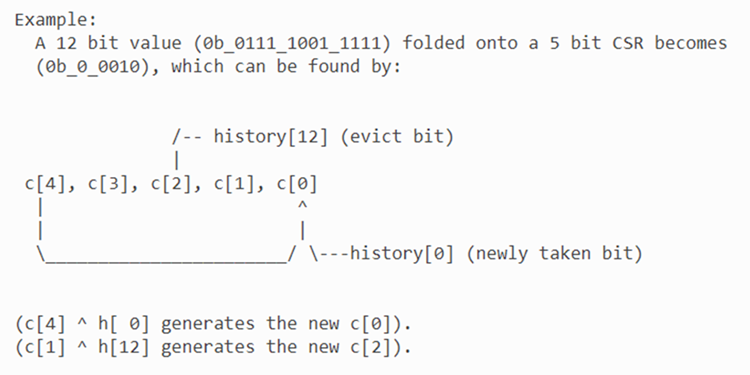 Example:
A 12 bit value (0b_0111_1001_1111) folded onto a 5 bit CSR becomes
(0b_0_0010), which can be found by:
/-- history[12] (evict bit)
|
c[4], c[3], c[2], c[1], c[0]
| ^
| |
\_______________________/ \---history[0] (newly taken bit)
(c[4] ^ h[ 0] generates the new c[0]).
(c[1] ^ h[12] generates the new c[2]).